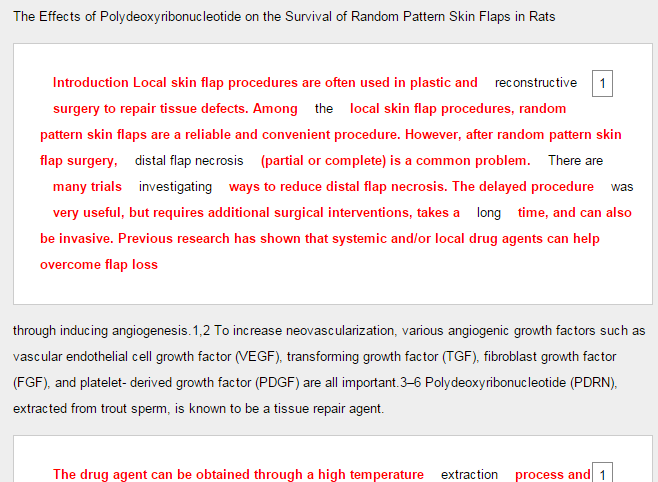 The Effects of Polydeoxyribonucleotide on the Survival of Random Pattern Skin Flaps in Rats
Introduction Local skin flap procedures are often used in plastic and reconstructive 1
surgery to repair tissue defects. Among the local skin flap procedures, random
pattern skin flaps are a reliable and convenient procedure. However, after random pattern skin
flap surgery, distal flap necrosis (partial or complete) is a common problem. There are
many trials investigating ways to reduce distal flap necrosis. The delayed procedure was
very useful, but requires additional surgical interventions, takes a long time, and can also
be invasive. Previous research has shown that systemic and/or local drug agents can help
overcome flap loss
through inducing angiogenesis.1,2 To increase neovascularization, various angiogenic growth factors such as
vascular endothelial cell growth factor (VEGF), transforming growth factor (TGF), fibroblast growth factor
(FGF), and platelet- derived growth factor (PDGF) are all important.3–6 Polydeoxyribonucleotide (PDRN),
extracted from trout sperm, is known to be a tissue repair agent.
The drug agent can be obtained through a high temperature extraction process and 1